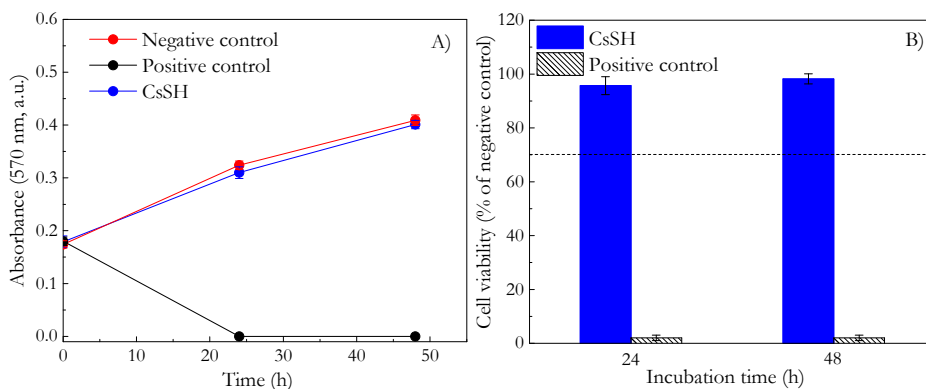 A)
Negative control
Positive control
CsSH
Absorbance (570 nm, a.u.)
0.6
0.5
0.4
0.3
0.2
0.1
0.0
0 10 20 30 40 50
Time (h)
B)
CsSH
Positive control
Cell viability (% of negative control)
120
100
80
60
40
20
0
24 48
Incubation time (h)